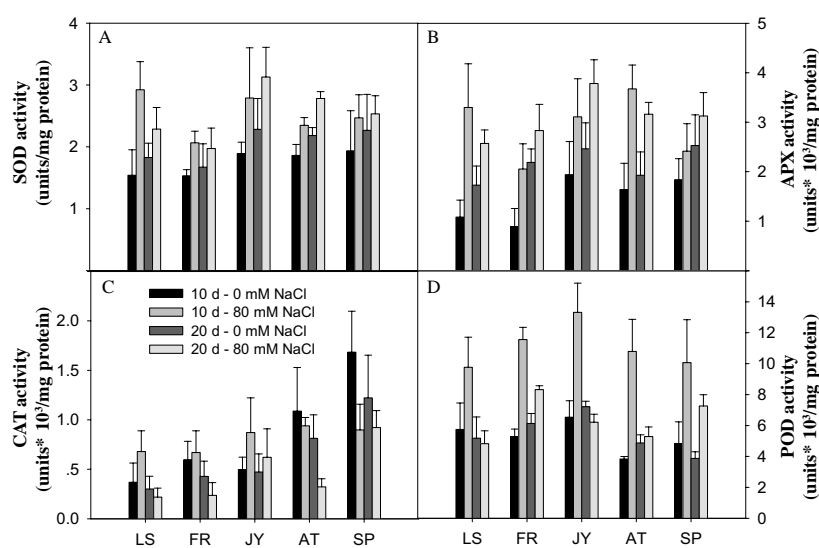 A
SOD activity
(units/mg protein)
4
3
2
1
B
APX activity
(units* 10³/mg protein)
5
4
3
2
1
C
CAT activity
(units* 10³/mg protein)
2.0
1.5
1.0
.5
0.0
10 d - 0 mM NaCl
10 d - 80 mM NaCl
20 d - 0 mM NaCl
20 d - 80 mM NaCl
D
POD activity
(units* 10³/mg protein)
14
12
10
8
6
4
2
0
LS FR JY AT SP
LS FR JY AT SP